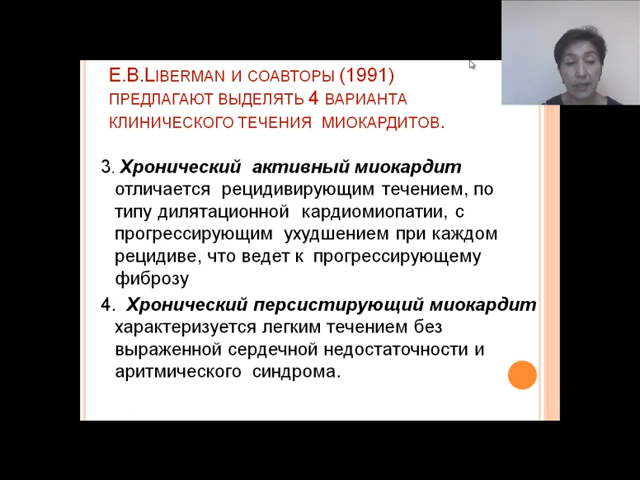 E.B.Liberman и соавторы (1991)
предлагают выделять 4 варианта
клинического течения миокардитов.
3. Хронический активный миокардит
отличается рецидивирующим течением, по
типу дилятационной кардиомиопатии, с
прогрессирующим ухудшением при каждом
рецидиве, что ведет к прогрессирующему
фиброзу
4. Хронический персистирующий миокардит
характеризуется легким течением без
выраженной сердечной недостаточности и
аритмического синдрома.